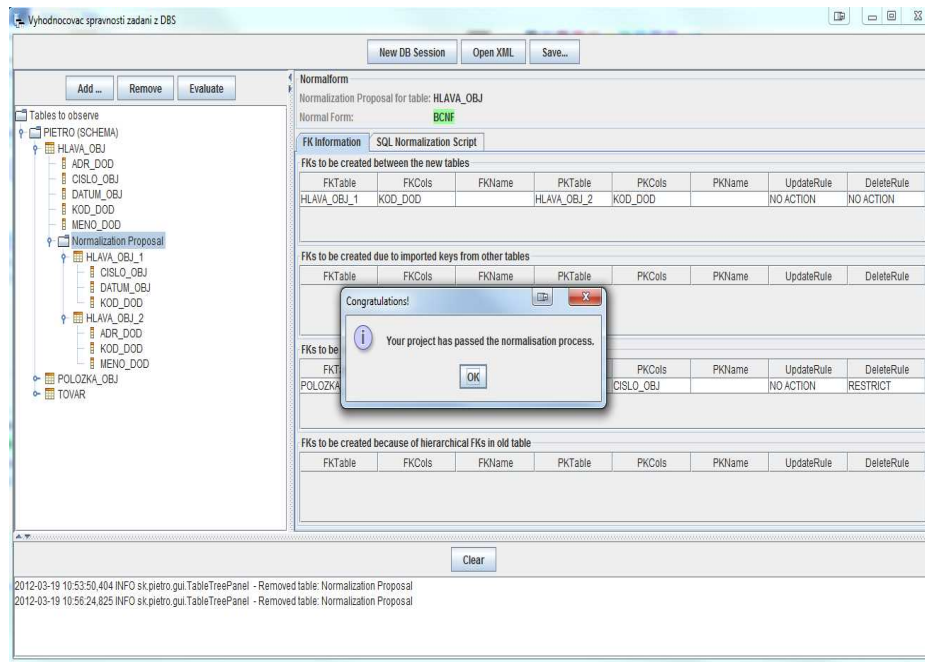 Vyhodnocovac spravnosti zadani z DBS
New DB Session Open XML Save...
Add ... Remove Evaluate
Tables to observe
PIETRO (SCHEMA)
HLAVA_OBJ
ADR_DOD
CISLO_OBJ
DATUM_OBJ
KOD_DOD
MENO_DOD
Normalization Proposal
HLAVA_OBJ_1
CISLO_OBJ
DATUM_OBJ
KOD_DOD
HLAVA_OBJ_2
ADR_DOD
KOD_DOD
MENO_DOD
POLOZKA_OBJ
TOVAR
Normalform
Normalization Proposal for table: HLAVA_OBJ
Normal Form: BCNF
FK Information SQL Normalization Script
FKs to be created between the new tables
FKTable FKCols FKName PKTable PKCols PKName UpdateRule DeleteRule
HLAVA_OBJ_1 KOD_DOD HLAVA_OBJ_2 KOD_DOD NO ACTION NO ACTION
FKs to be created due to imported keys from other tables
FKTable FKCols FKName PKTable PKCols PKName UpdateRule DeleteRule
Congratulations!
Your project has passed the normalisation process.
OK
FKs to be
FKT PKCols PKName UpdateRule DeleteRule
POLOZKA CISLO_OBJ NO ACTION RESTRICT
FKs to be created because of hierarchical FKs in old table
FKTable FKCols FKName PKTable PKCols PKName UpdateRule DeleteRule
Clear
2012-03-19 10:53:50,404 INFO sk.pietro.gui.TableTreePanel - Removed table: Normalization Proposal
2012-03-19 10:56:24,825 INFO sk.pietro.gui.TableTreePanel - Removed table: Normalization Proposal